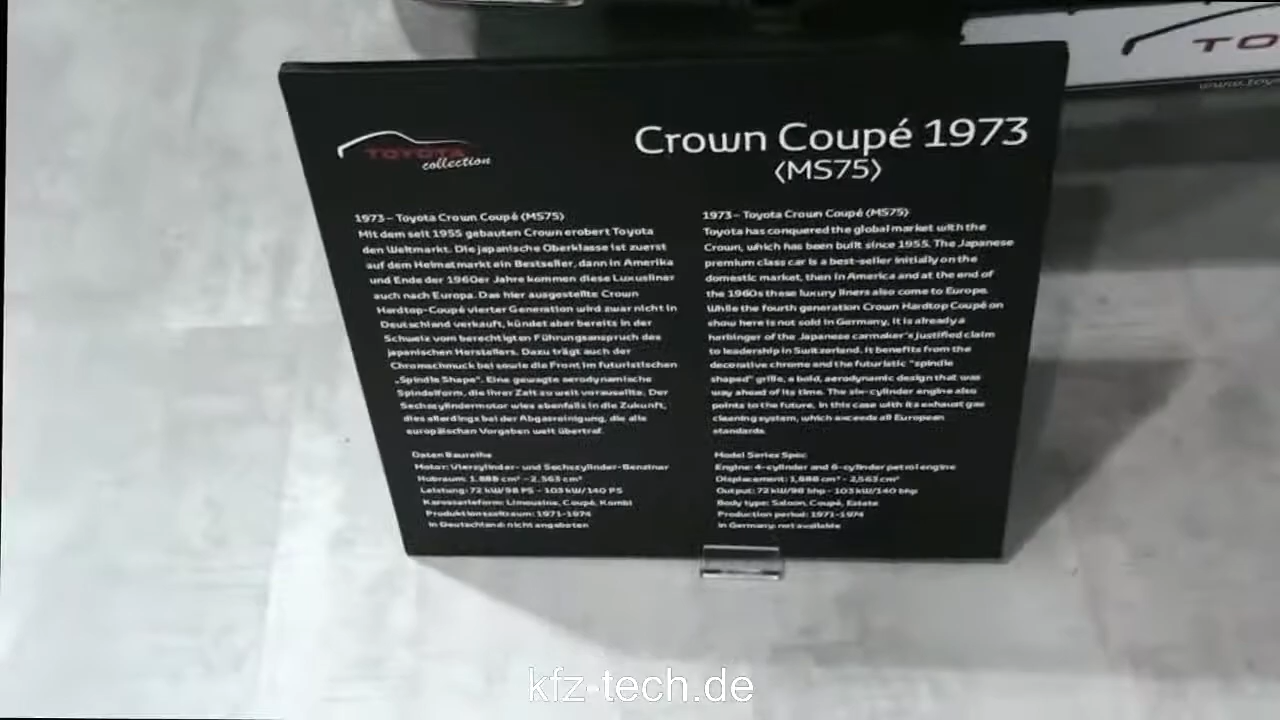 TO
www.toy
TOYOTA
collection
Crown Coupé 1973
(MS75)
1973 – Toyota Crown Coupé (MS75)
Mit dem seit 1955 gebauten Crown erobert Toyota
den Weltmarkt. Die japanische Oberklasse ist zuerst
auf dem Heimatmarkt ein Bestseller, dann in Amerika
und Ende der 1960er Jahre kommen diese Luxusliner
auch nach Europa. Das hier ausgestellte Crown
Hardtop-Coupé vierter Generation wird zwar nicht in
Deutschland verkauft, kündet aber bereits in der
Schweiz vom berechtigten Führungsanspruch des
japanischen Herstellers. Dazu trägt auch der
Chromschmuck bei sowie die Front im futuristischen
„Spindle Shape“. Eine gewagte aerodynamische
Spindelform, die ihrer Zeit so weit vorauseilte. Der
Sechszylindermotor wies ebenfalls in die Zukunft,
dies allerdings bei der Abgasreinigung, die alle
europäischen Vorgaben weit übertraf.
Daten Baureihe
Motor: Vierzylinder- und Sechszylinder-Benziner
Hubraum: 1.888 cm³ – 2.563 cm³
Leistung: 72 kW/98 PS – 103 kW/140 PS
Karosserieform: Limousine, Coupé, Kombi
Produktionszeitraum: 1971-1974
in Deutschland: nicht angeboten
1973 – Toyota Crown Coupé (MS75)
Toyota has conquered the global market with the
Crown, which has been built since 1955. The Japanese
premium class car is a best-seller initially on the
domestic market, then in America and at the end of
the 1960s these luxury liners also come to Europe.
While the fourth generation Crown Hardtop Coupé on
show here is not sold in Germany, it is already a
harbinger of the Japanese carmaker's justified claim
to leadership in Switzerland. It benefits from the
decorative chrome and the futuristic "spindle
shaped" grille, a bold, aerodynamic design that was
way ahead of its time. The six-cylinder engine also
points to the future, in this case with its exhaust gas
cleaning system, which exceeds all European
standards.
Model Series Spec
Engine: 4-cylinder and 6-cylinder petrol engine
Displacement: 1,888 cm³ - 2,563 cm³
Output: 72 kW/98 bhp - 103 kW/140 bhp
Body type: Saloon, Coupé, Estate
Production period: 1971-1974
in Germany: not available
kfz-tech.de